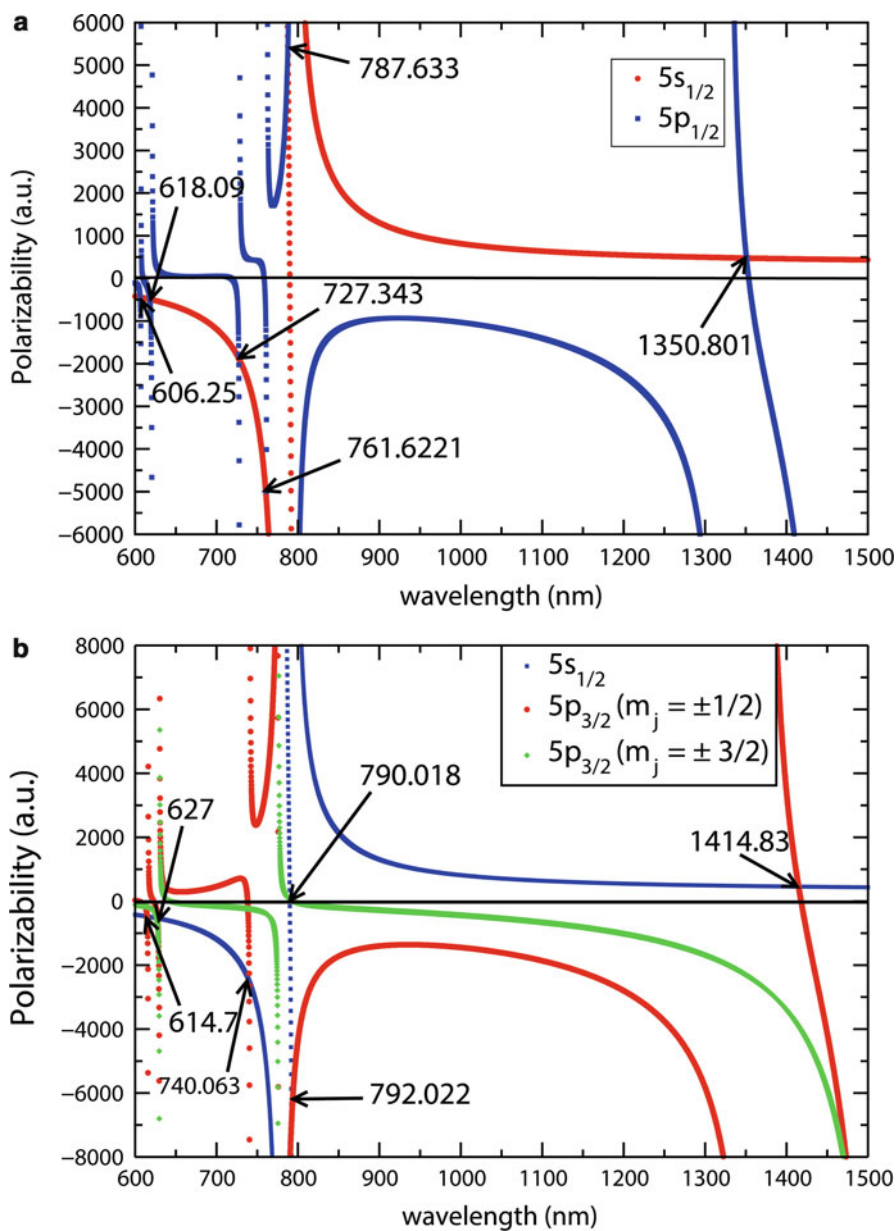 a
6000
5000
4000
3000
2000
1000
0
−1000
−2000
−3000
−4000
−5000
−6000
Polarizability (a.u.)
787.633
5s1/2
5p1/2
618.09
727.343
606.25
1350.801
761.6221
600 700 800 900 1000 1100 1200 1300 1400 1500
wavelength (nm)
b
8000
6000
4000
2000
0
−2000
−4000
−6000
−8000
Polarizability (a.u.)
5s1/2
5p3/2 (mj = ±1/2)
5p3/2 (mj = ± 3/2)
790.018
627
1414.83
614.7
740.063
792.022
600 700 800 900 1000 1100 1200 1300 1400 1500
wavelength (nm)